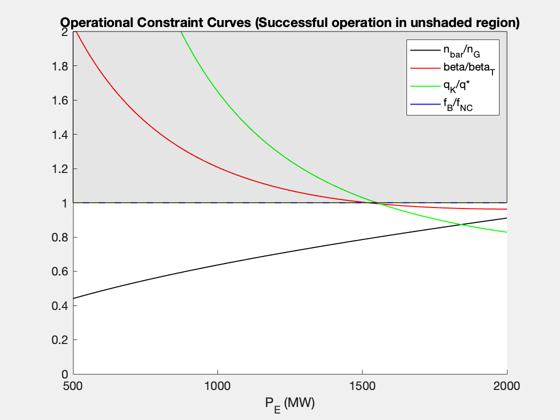 Operational Constraint Curves (Successful operation in unshaded region)
2
1.8
1.6
1.4
1.2
1
0.8
0.6
0.4
0.2
0
n_bar/n_G
beta/beta_T
q_K/q*
f_B/f_NC
500 1000 1500 2000
P_E (MW)